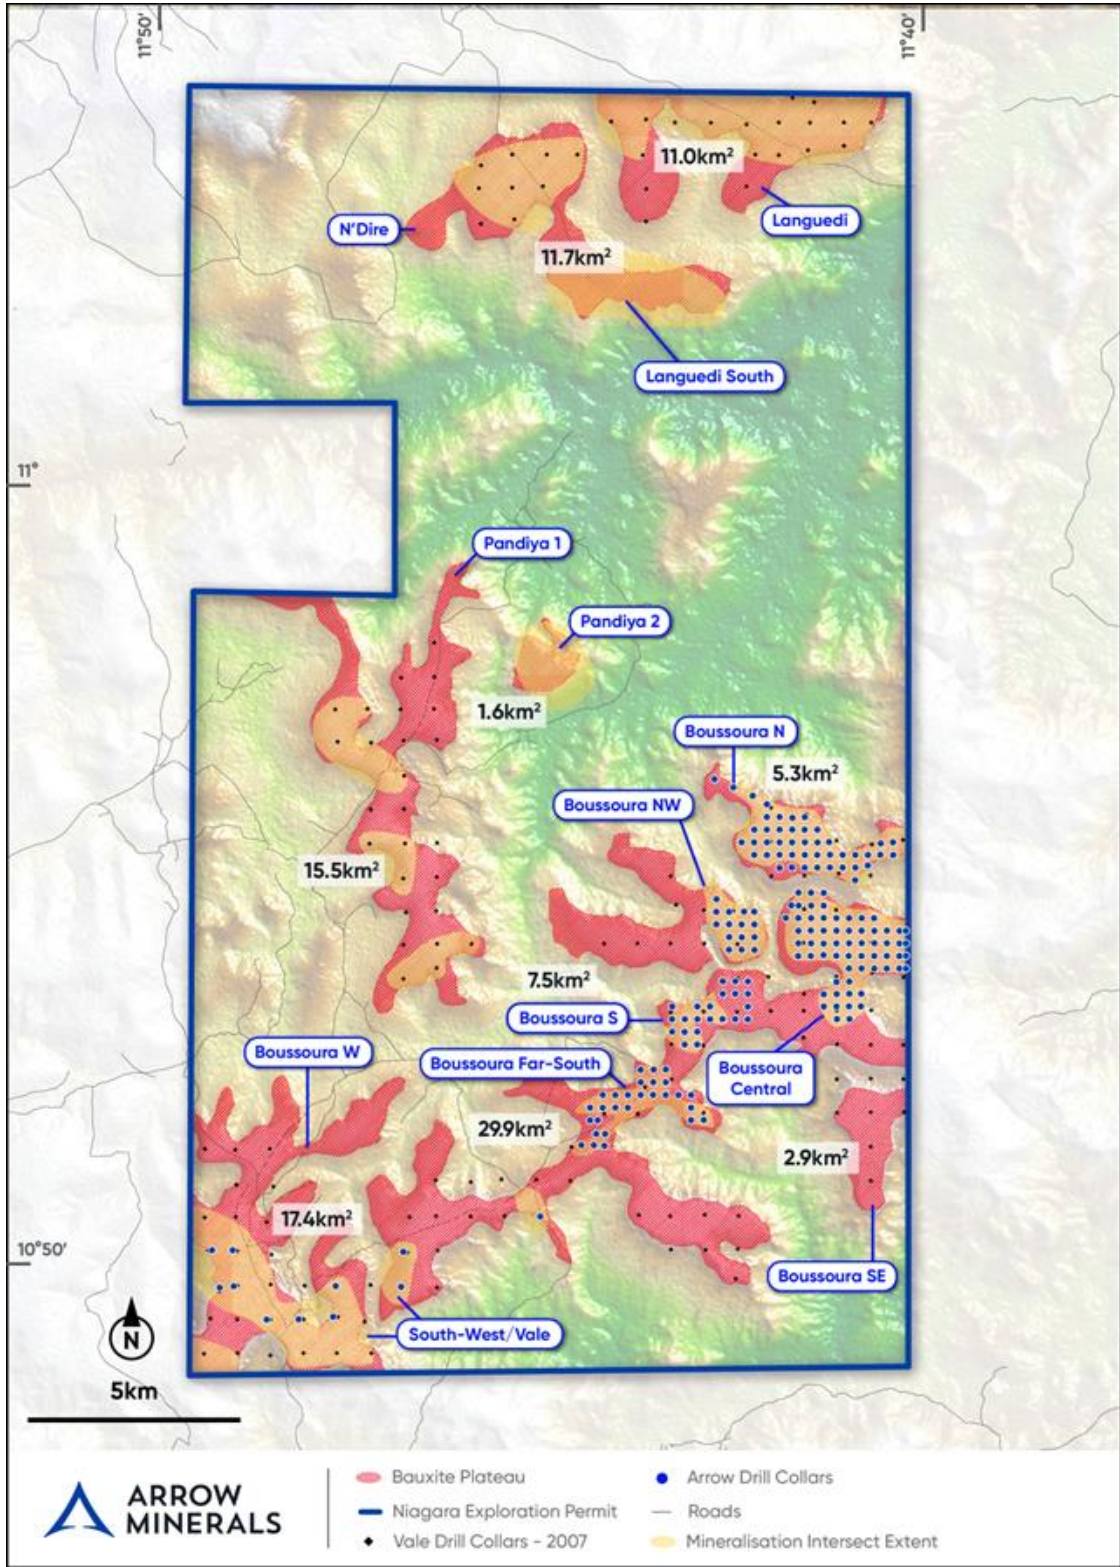 11°50'
11°40'
11.0km²
Languedi
N'Dire
11.7km²
Languedi South
11°
Pandiya 1
Pandiya 2
1.6km²
Boussoura N
5.3km²
Boussoura NW
15.5km²
7.5km²
Boussoura S
Boussoura W
Boussoura Far-South
Boussoura
Central
29.9km²
2.9km²
17.4km²
10°50'
Boussoura SE
N
South-West/Vale
5km
ARROW
MINERALS
Bauxite Plateau
Arrow Drill Collars
Niagara Exploration Permit
Roads
Vale Drill Collars - 2007
Mineralisation Intersect Extent